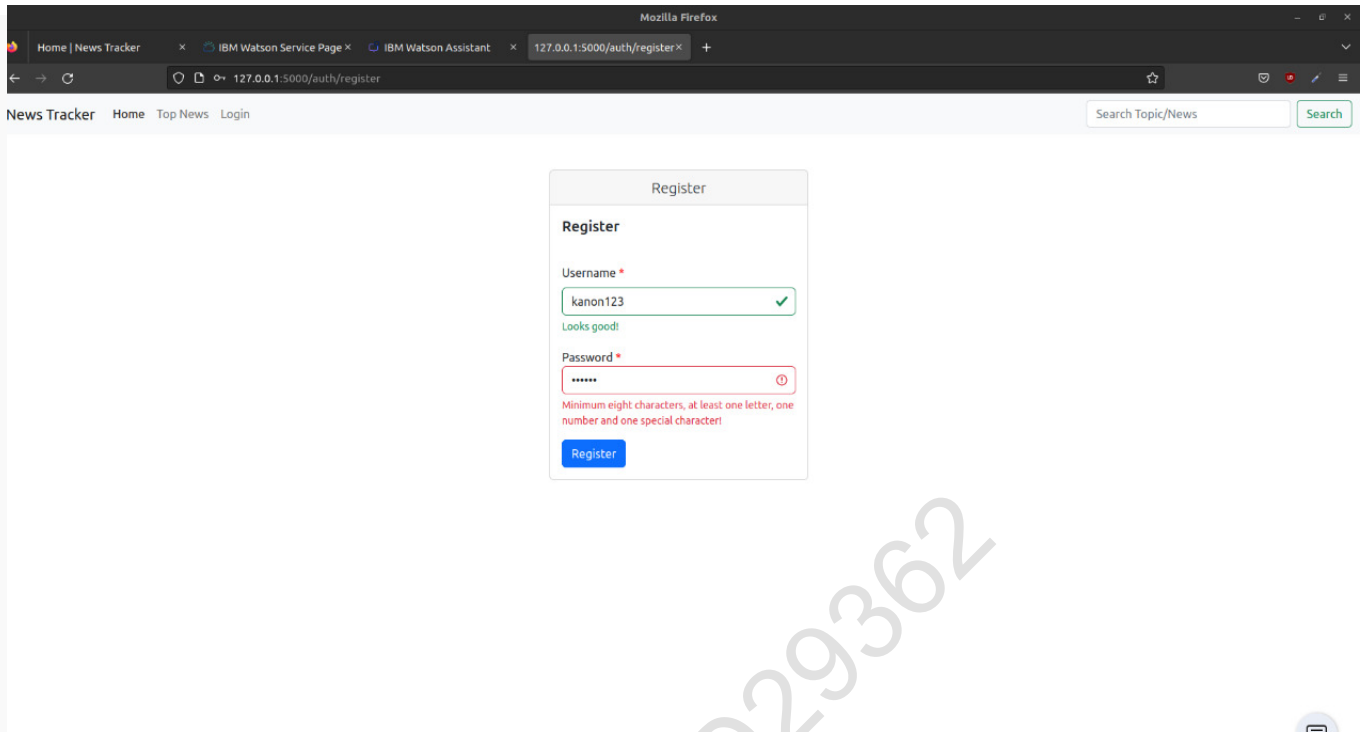 Mozilla Firefox
Home | News Tracker
IBM Watson Service Page
IBM Watson Assistant
127.0.0.1:5000/auth/register
127.0.0.1:5000/auth/register
News Tracker Home Top News Login
Search Topic/News
Search
Register
Register
Username *
kanon123
Looks good!
Password *
••••••
Minimum eight characters, at least one letter, one
number and one special character!
Register
29362